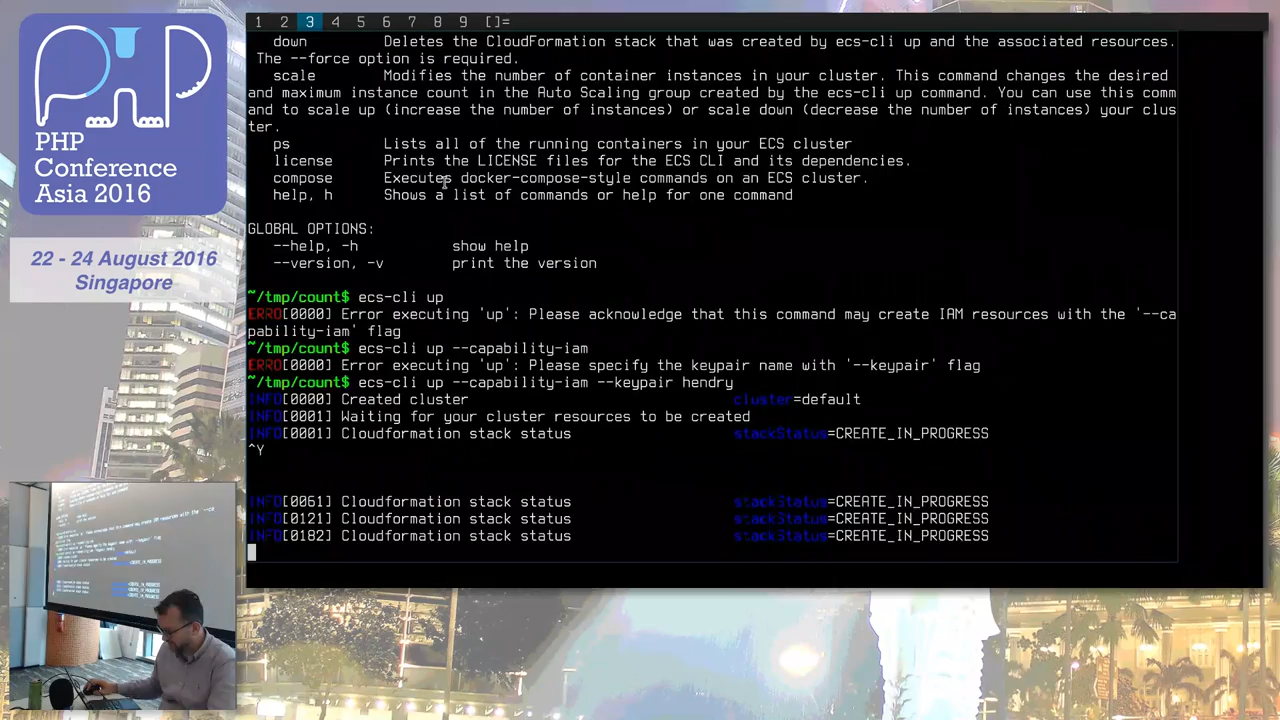 PHP
Conference
Asia 2016
22 - 24 August 2016
Singapore
1 2 3 4 5 6 7 8 9 []=
down Deletes the CloudFormation stack that was created by ecs-cli up and the associated resources.
The --force option is required.
scale Modifies the number of container instances in your cluster. This command changes the desired
and maximum instance count in the Auto Scaling group created by the ecs-cli up command. You can use this comm
and to scale up (increase the number of instances) or scale down (decrease the number of instances) your clus
ter.
ps Lists all of the running containers in your ECS cluster
license Prints the LICENSE files for the ECS CLI and its dependencies.
compose Executes docker-compose-style commands on an ECS cluster.
help, h Shows a list of commands or help for one command
GLOBAL OPTIONS:
--help, -h show help
--version, -v print the version
~/tmp/count$ ecs-cli up
ERRO[0000] Error executing 'up': Please acknowledge that this command may create IAM resources with the '--ca
pability-iam' flag
~/tmp/count$ ecs-cli up --capability-iam
ERRO[0000] Error executing 'up': Please specify the keypair name with '--keypair' flag
~/tmp/count$ ecs-cli up --capability-iam --keypair hendry
INFO[0000] Created cluster cluster=default
INFO[0001] Waiting for your cluster resources to be created
INFO[0001] Cloudformation stack status stackStatus=CREATE_IN_PROGRESS
^Y
INFO[0061] Cloudformation stack status stackStatus=CREATE_IN_PROGRESS
INFO[0121] Cloudformation stack status stackStatus=CREATE_IN_PROGRESS
INFO[0182] Cloudformation stack status stackStatus=CREATE_IN_PROGRESS